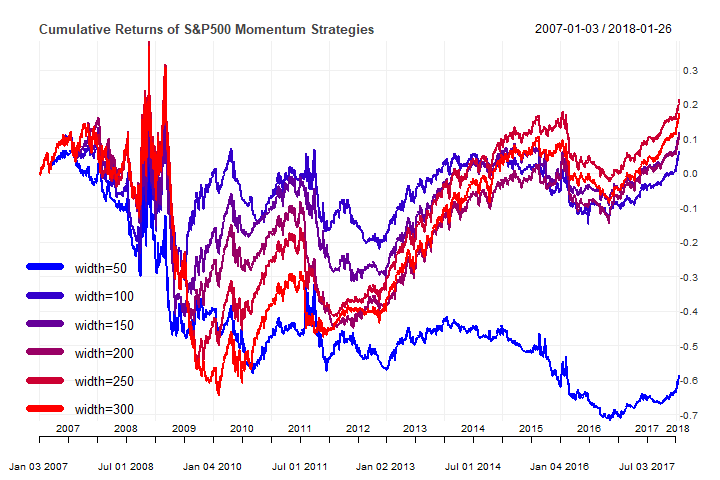 Cumulative Returns of S&P500 Momentum Strategies
2007-01-03 / 2018-01-26
0.3
0.2
0.1
0.0
-0.1
-0.2
-0.3
-0.4
-0.5
-0.6
-0.7
width=50
width=100
width=150
width=200
width=250
width=300
2007 2008 2009 2010 2011 2012 2013 2014 2015 2016 2017 2018
Jan 03 2007 Jul 01 2008 Jan 04 2010 Jul 01 2011 Jan 02 2013 Jul 01 2014 Jan 04 2016 Jul 03 2017